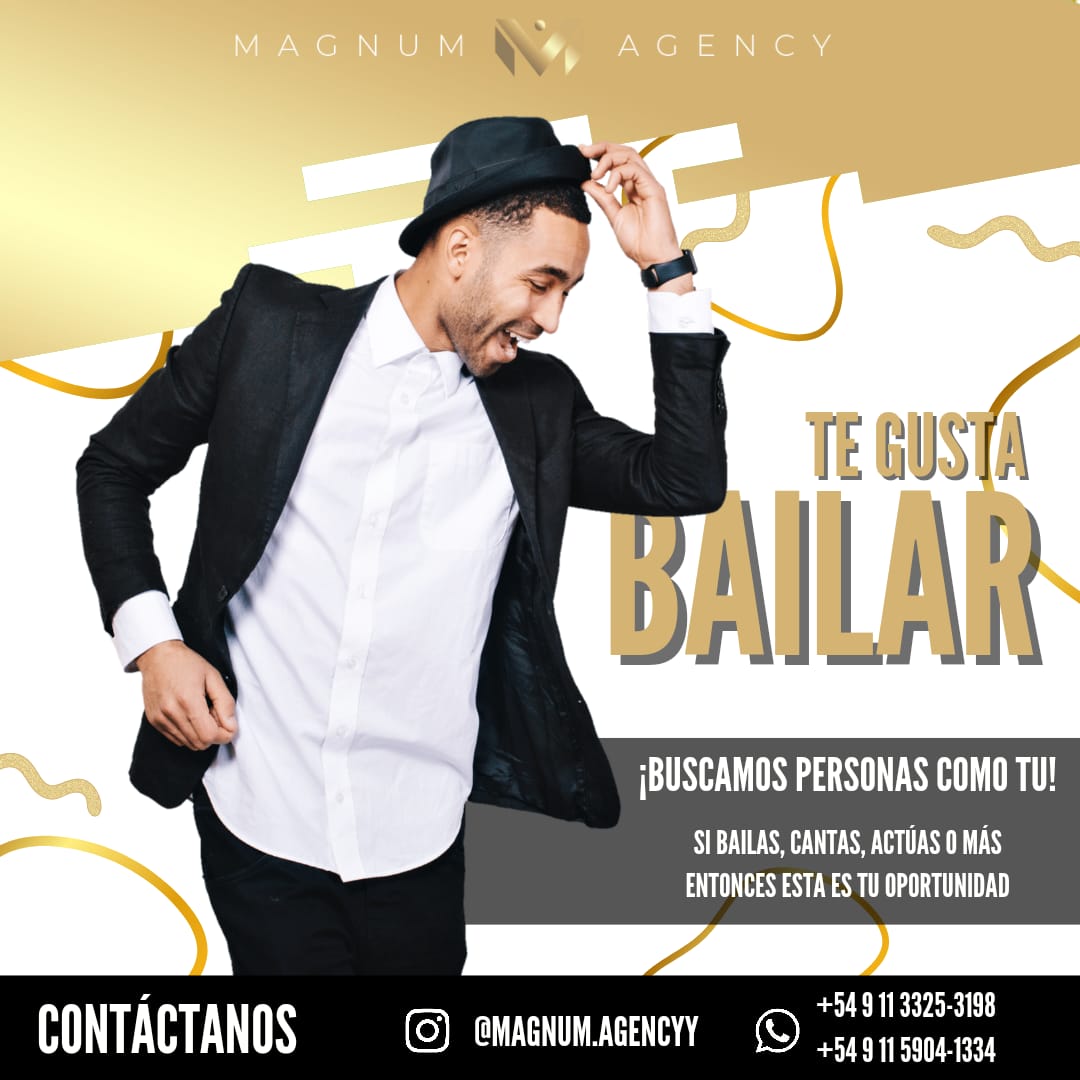 MAGNUM AGENCY
TE GUSTA
BAILAR
¡BUSCAMOS PERSONAS COMO TU!
SI BAILAS, CANTAS, ACTÚAS O MÁS
ENTONCES ESTA ES TU OPORTUNIDAD
CONTÁCTANOS
@MAGNUM.AGENCYY
+54 9 11 3325-3198
+54 9 11 5904-1334